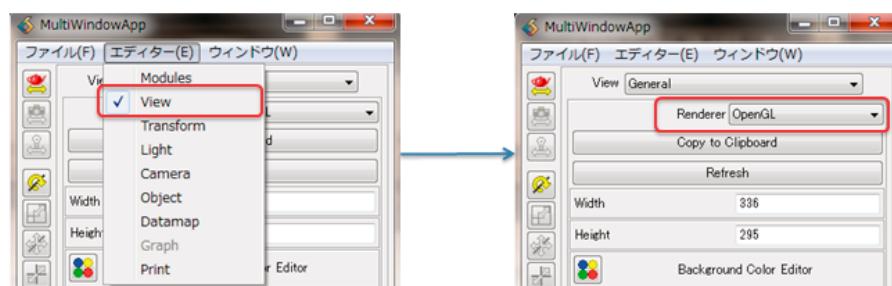 MultiWindowApp
ファイル(F) エディター(E) ウィンドウ(W)
Modules
View
Transform
Light
Camera
Object
Datamap
Graph
Print
Width
Editor
MultiWindowApp
ファイル(F) エディター(E) ウィンドウ(W)
View General
Renderer OpenGL
Copy to Clipboard
Refresh
Width 336
Height 295
Background Color Editor